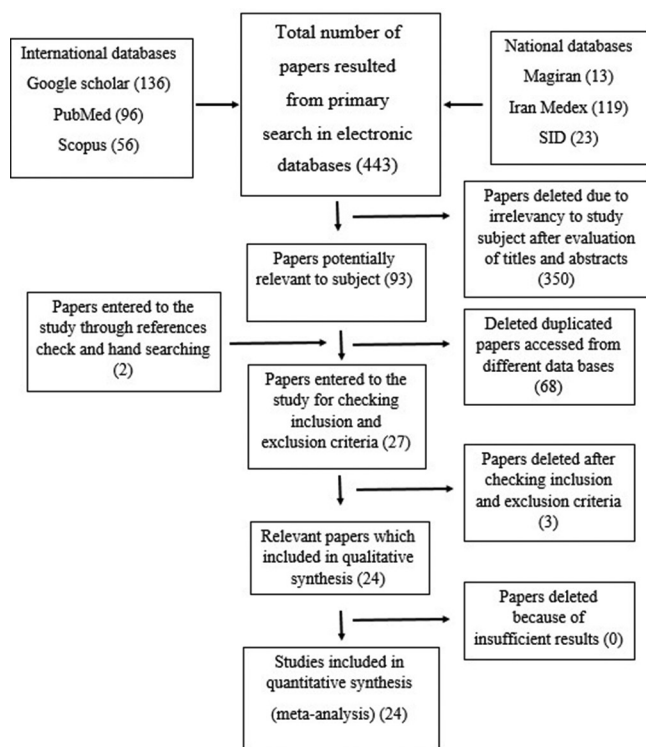 International databases
Google scholar (136)
PubMed (96)
Scopus (56)
Total number of
papers resulted
from primary
search in electronic
databases (443)
National databases
Magiran (13)
Iran Medex (119)
SID (23)
Papers deleted due to
irrelevancy to study
subject after evaluation
of titles and abstracts
(350)
Papers potentially
relevant to subject (93)
Papers entered to the
study through references
check and hand searching
(2)
Deleted duplicated
papers accessed from
different data bases
(68)
Papers entered to the
study for checking
inclusion and
exclusion criteria (27)
Papers deleted after
checking inclusion
and exclusion criteria
(3)
Relevant papers which
included in qualitative
synthesis (24)
Papers deleted
because of
insufficient results (0)
Studies included in
quantitative synthesis
(meta-analysis) (24)